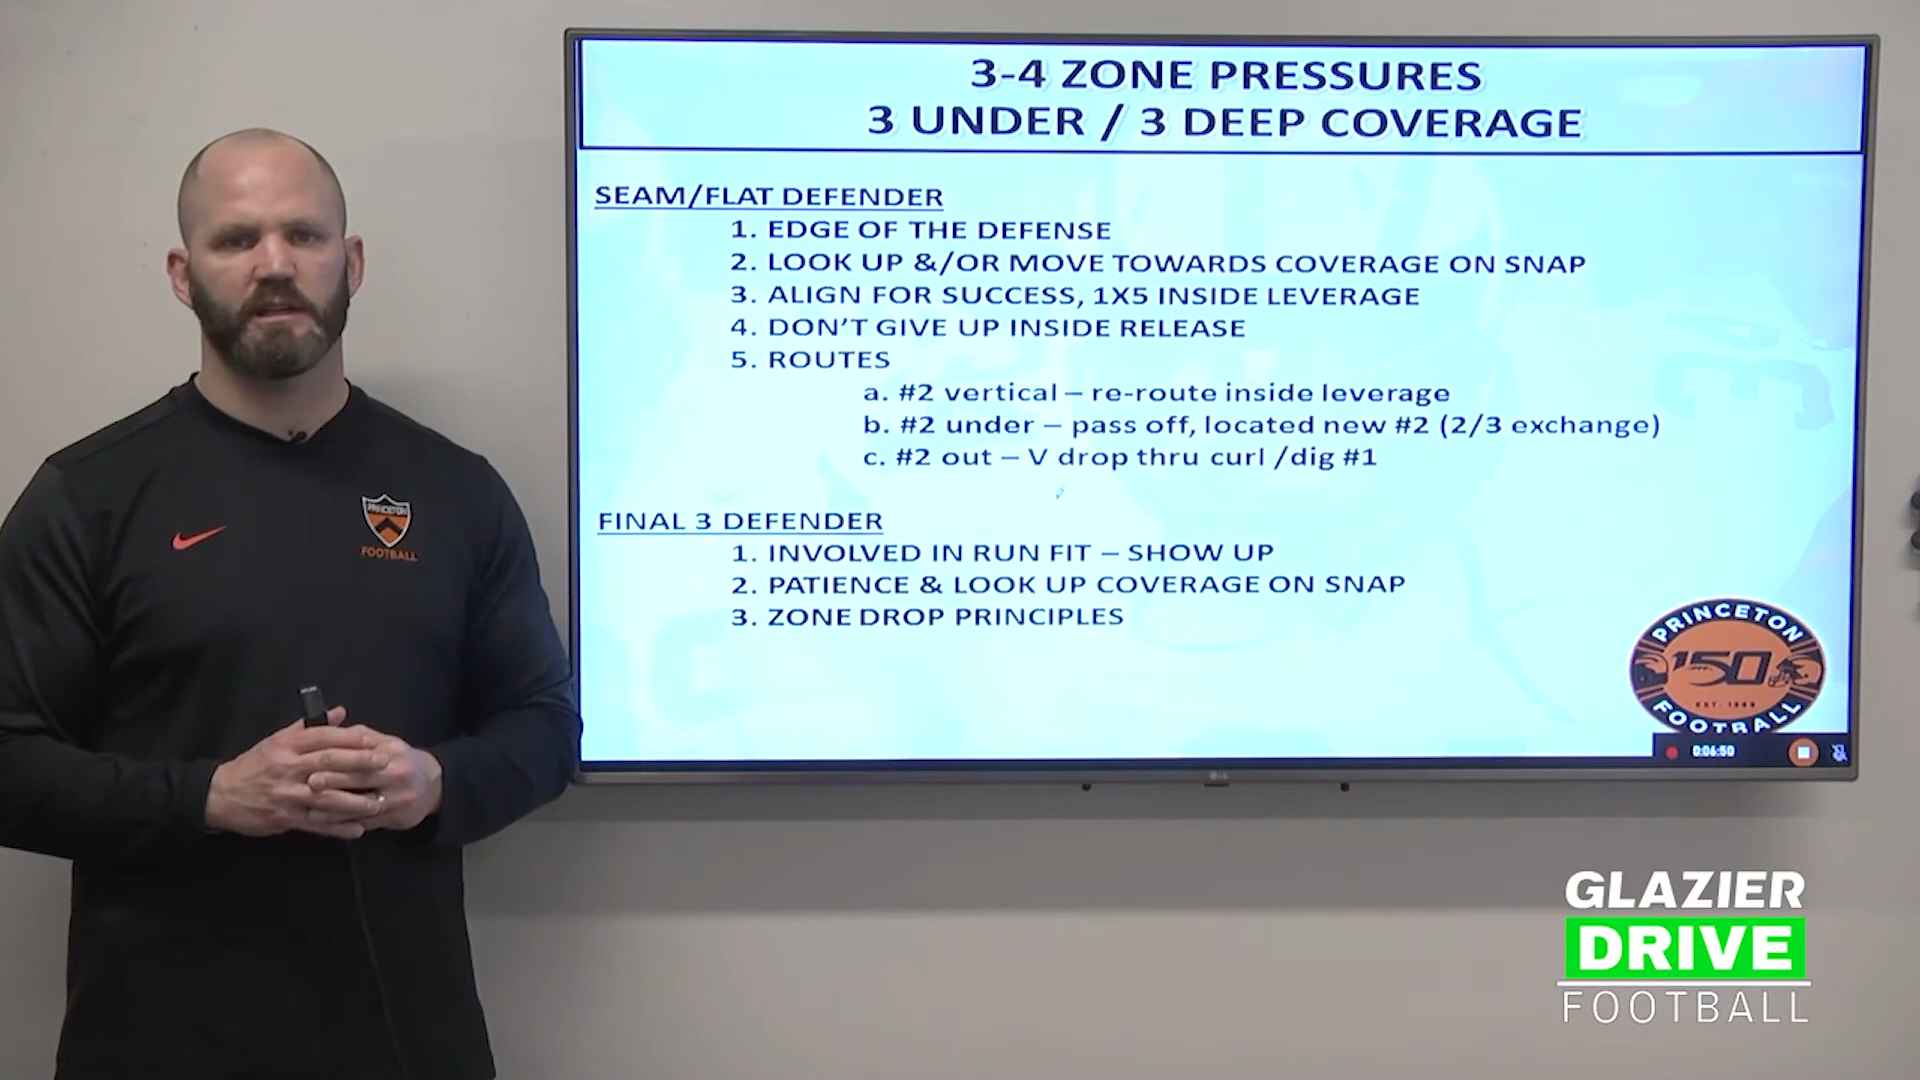 3-4 ZONE PRESSURES
3 UNDER / 3 DEEP COVERAGE
SEAM/FLAT DEFENDER
1. EDGE OF THE DEFENSE
2. LOOK UP &/OR MOVE TOWARDS COVERAGE ON SNAP
3. ALIGN FOR SUCCESS, 1X5 INSIDE LEVERAGE
4. DON'T GIVE UP INSIDE RELEASE
5. ROUTES
a. #2 vertical – re-route inside leverage
b. #2 under – pass off, located new #2 (2/3 exchange)
c. #2 out – V drop thru curl /dig #1
FINAL 3 DEFENDER
1. INVOLVED IN RUN FIT – SHOW UP
2. PATIENCE & LOOK UP COVERAGE ON SNAP
3. ZONE DROP PRINCIPLES
PRINCETON
150
EST. 1869
FOOTBALL
0:06:50
LG
PRINCETON
FOOTBALL
GLAZIER
DRIVE
FOOTBALL